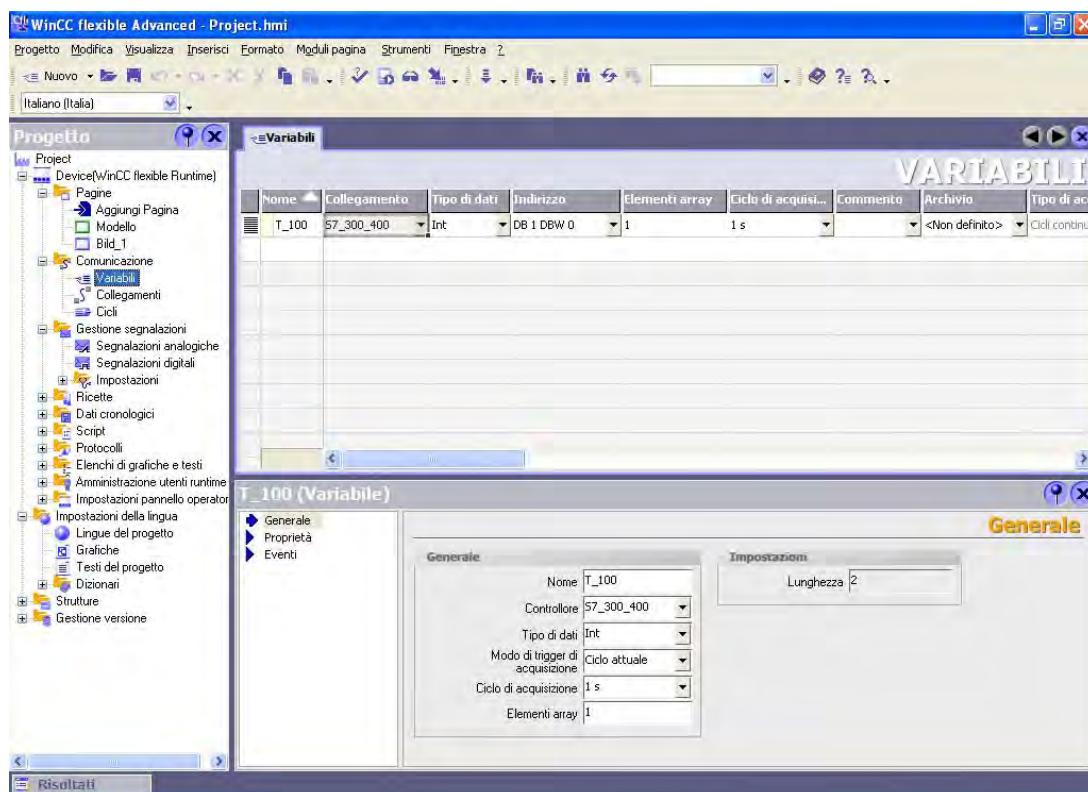 WinCC flexible Advanced - Project.hmi
Progetto Modifica Visualizza Inserisci Formato Moduli pagina Strumenti Finestra ?
Nuovo
Italiano (Italia)
Progetto
Project
Device(WinCC flexible Runtime)
Pagine
Aggiungi Pagina
Modello
Bild_1
Comunicazione
Variabili
Collegamenti
Cicli
Gestione segnalazioni
Segnalazioni analogiche
Segnalazioni digitali
Impostazioni
Ricette
Dati cronologici
Script
Protocolli
Elenchi di grafiche e testi
Amministrazione utenti runtime
Impostazioni pannello operator
Impostazioni della lingua
Lingue del progetto
Grafiche
Testi del progetto
Dizionari
Strutture
Gestione versione
Variabili
VARIABILI
Nome Collegamento Tipo di dati Indirizzo Elementi array Ciclo di acquisi... Commento Archivio Tipo di ac
T_100 S7_300_400 Int DB 1 DBW 0 1 1 s <Non definito> Cicli continu
T_100 (Variabile)
Generale
Proprietà
Eventi
Generale
Generale
Nome T_100
Controllore S7_300_400
Tipo di dati Int
Modo di trigger di acquisizione Ciclo attuale
Ciclo di acquisizione 1 s
Elementi array 1
Impostazioni
Lunghezza 2
Risultati